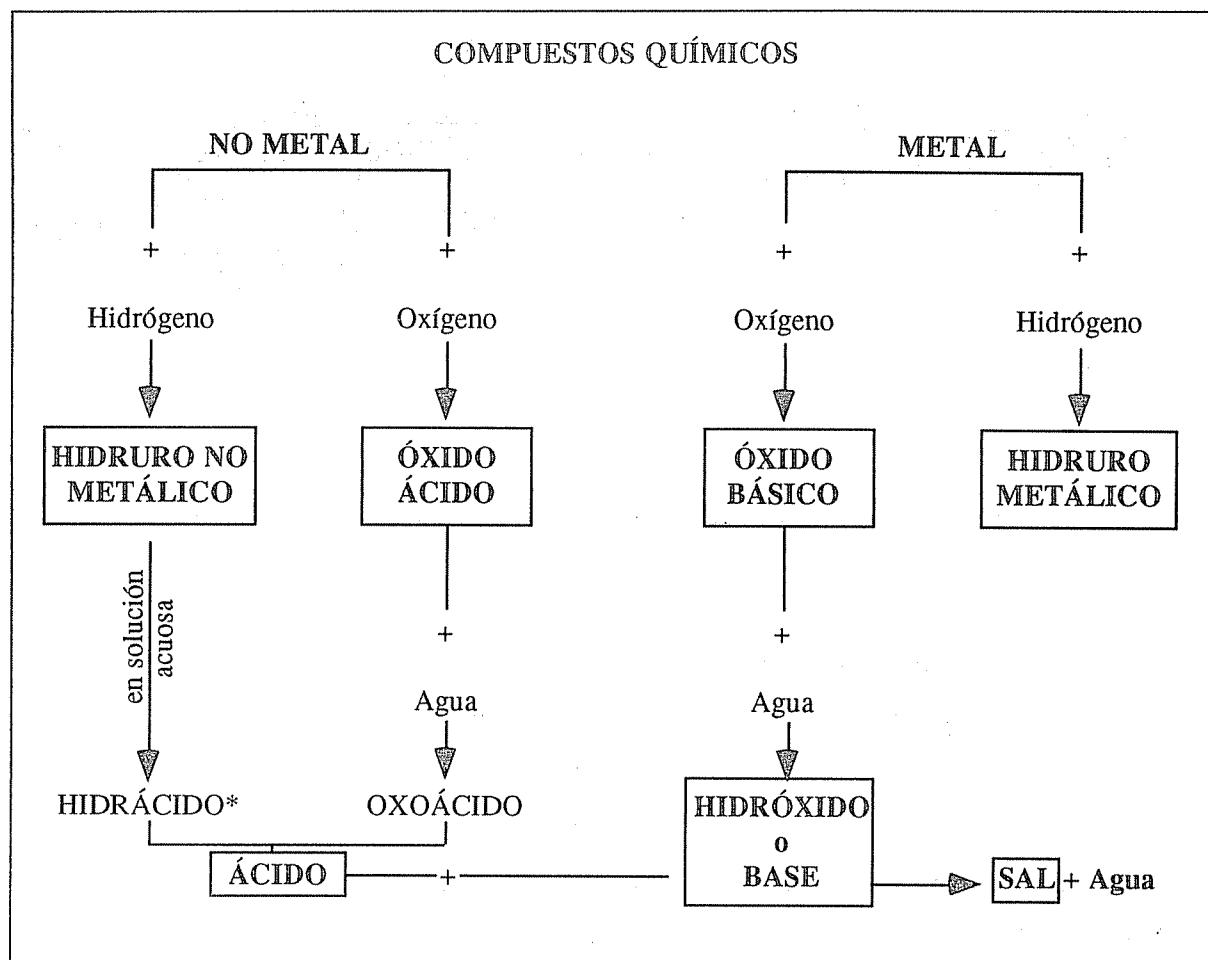 COMPUESTOS QUÍMICOS
NO METAL
METAL
+
+
+
+
Hidrógeno
Oxígeno
Oxígeno
Hidrógeno
HIDRURO NO
METÁLICO
ÓXIDO
ÁCIDO
ÓXIDO
BÁSICO
HIDRURO
METÁLICO
en solución
acuosa
+
+
Agua
Agua
HIDRÁCIDO*
OXOÁCIDO
HIDRÓXIDO
o
BASE
ÁCIDO
+
SAL + Agua